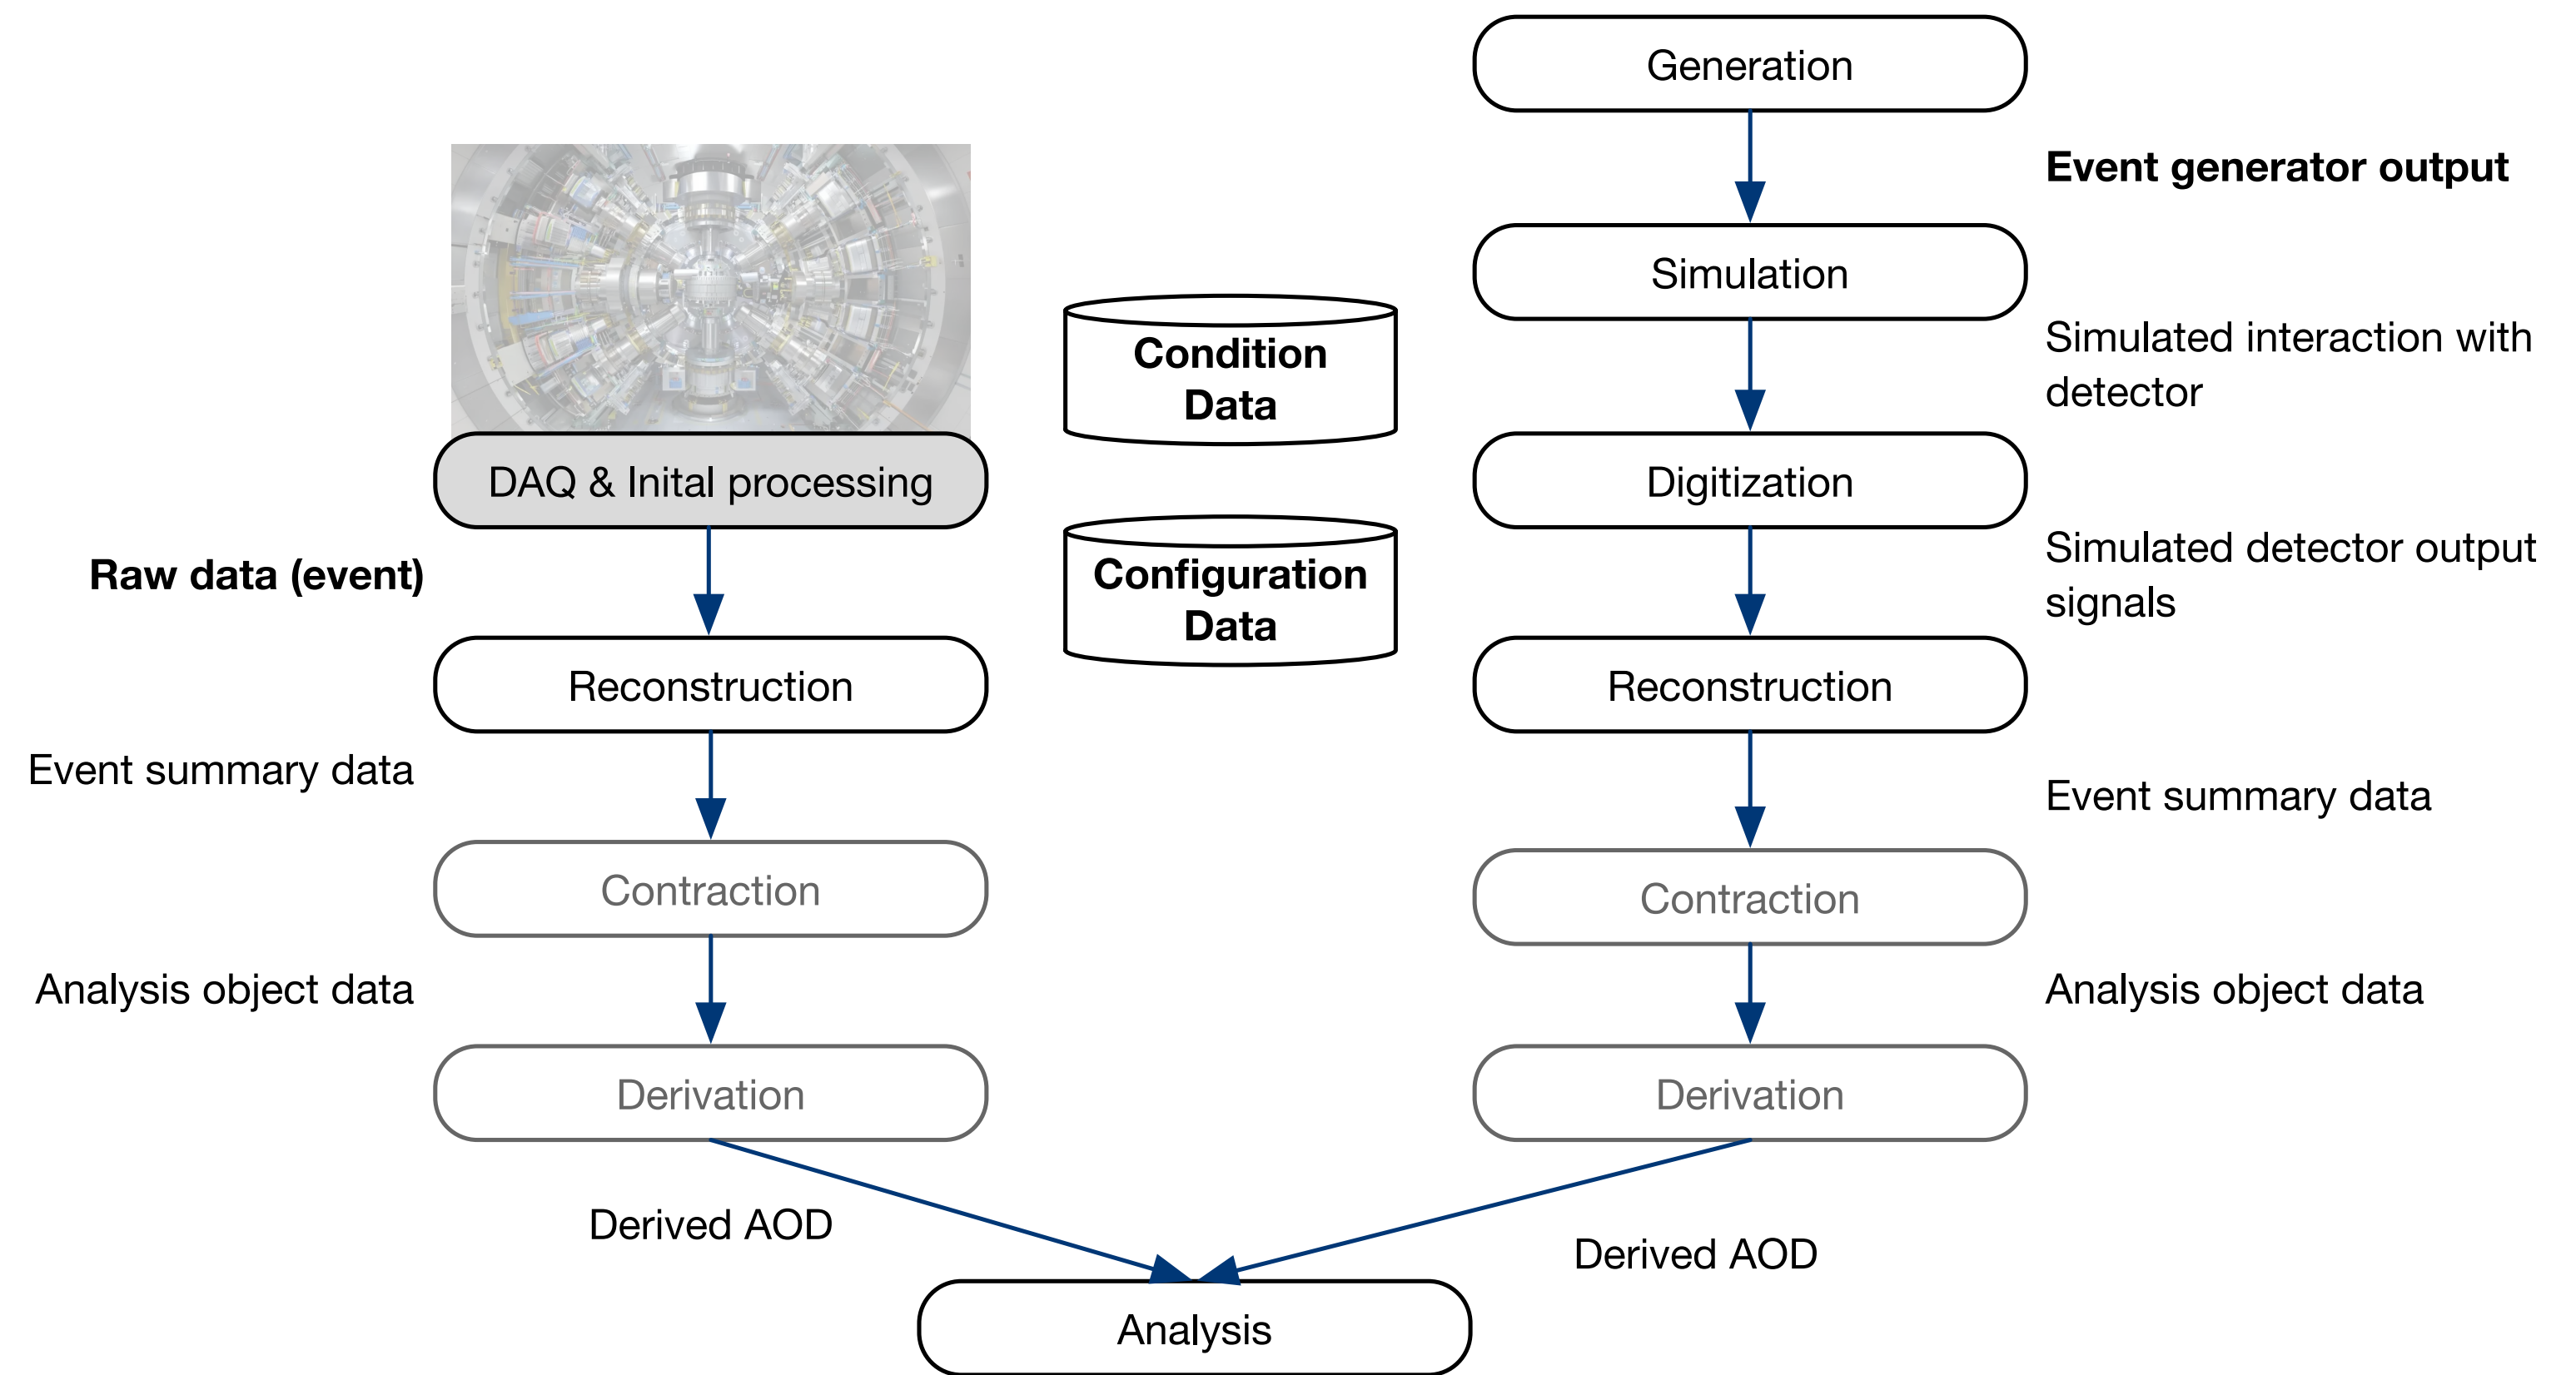 Generation
Event generator output
Simulation
Condition
Data
Simulated interaction with
detector
DAQ & Inital processing
Digitization
Configuration
Data
Raw data (event)
Simulated detector output
signals
Reconstruction
Reconstruction
Event summary data
Event summary data
Contraction
Contraction
Analysis object data
Analysis object data
Derivation
Derivation
Derived AOD
Derived AOD
Analysis